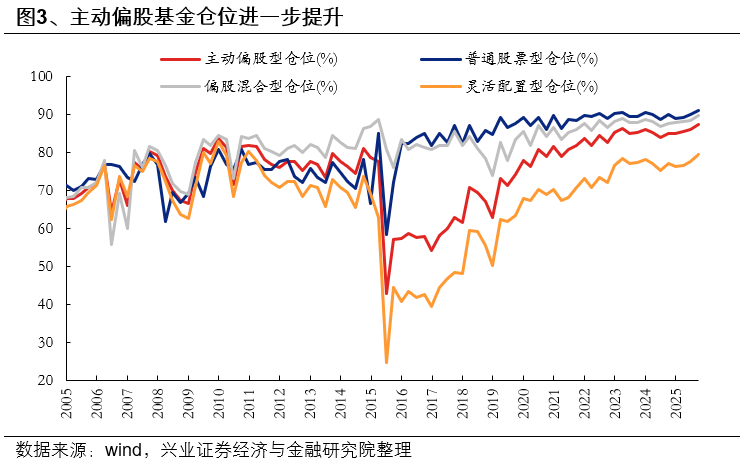 图3、主动偏股基金仓位进一步提升
主动偏股型仓位(%) 普通股票型仓位(%)
偏股混合型仓位(%) 灵活配置型仓位(%)
100
90
80
70
60
50
40
30
20
2005 2006 2007 2008 2009 2010 2011 2012 2013 2014 2015 2016 2017 2018 2019 2020 2021 2022 2023 2024 2025
数据来源：wind，兴业证券经济与金融研究院整理